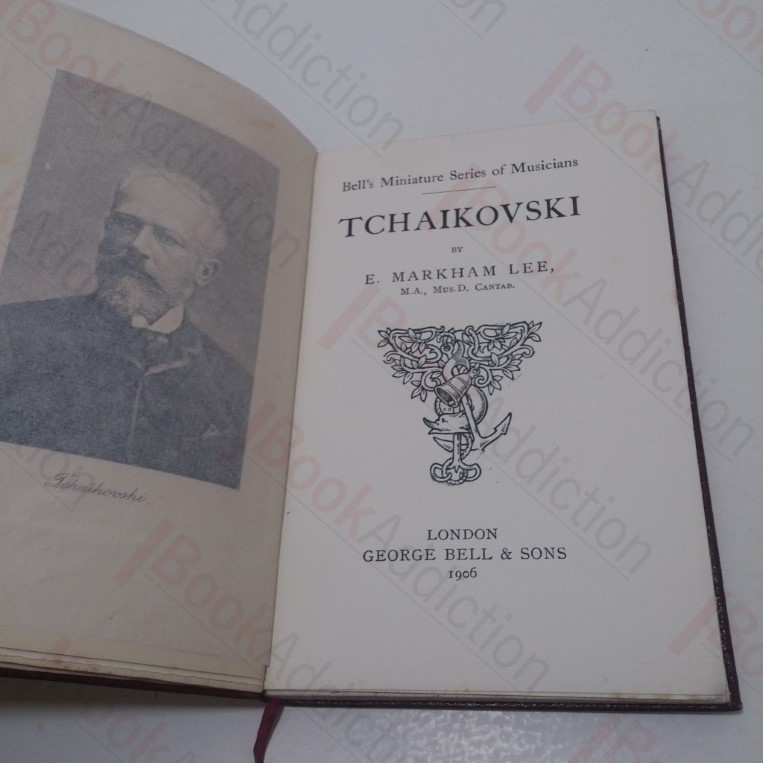 Tchaikovski.
Bell's Miniature Series of Musicians
TCHAIKOVSKI
BY
E. MARKHAM LEE,
M.A., Mus.D. Cantab.
LONDON
GEORGE BELL & SONS
1906
BookAddiction